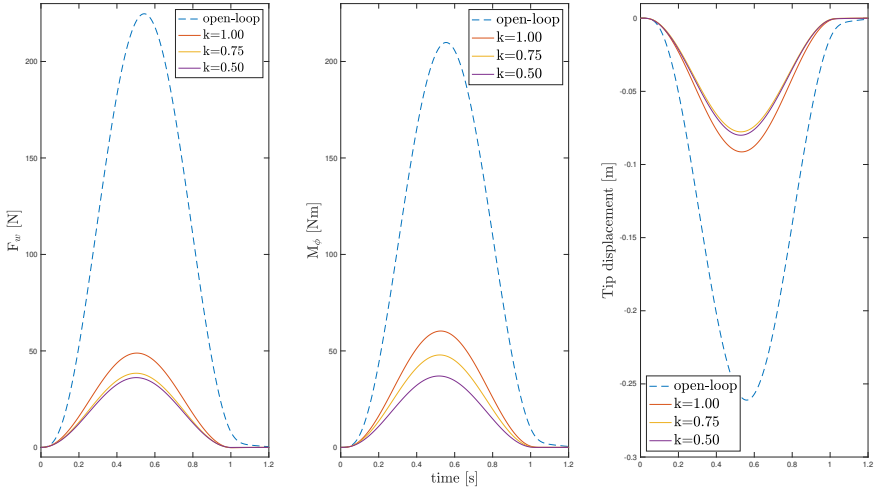 open-loop
k=1.00
k=0.75
k=0.50
F_w [N]
0
50
100
150
200
0 0.2 0.4 0.6 0.8 1 1.2
open-loop
k=1.00
k=0.75
k=0.50
M_ϕ [Nm]
0
50
100
150
200
0 0.2 0.4 0.6 0.8 1 1.2
time [s]
Tip displacement [m]
0
-0.05
-0.1
-0.15
-0.2
-0.25
-0.3
open-loop
k=1.00
k=0.75
k=0.50
0 0.2 0.4 0.6 0.8 1 1.2